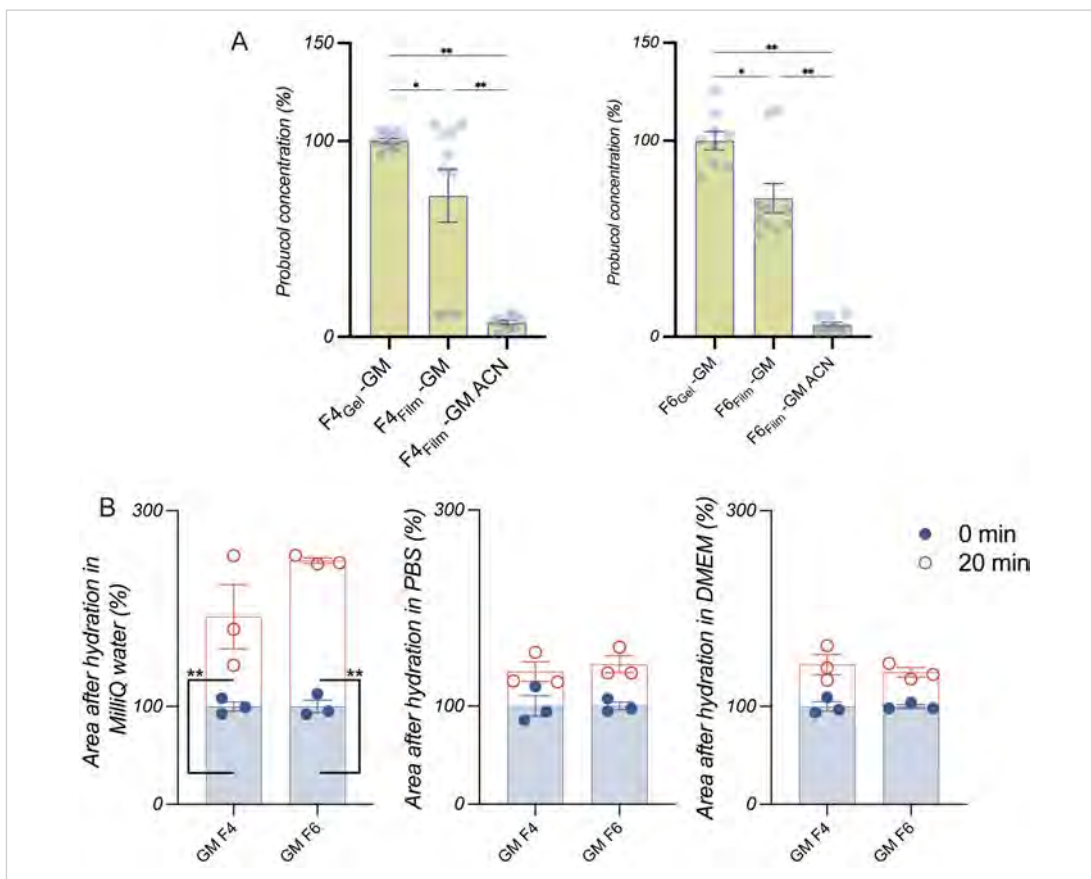 A
Probucol concentration (%)
150
100
0
**
*
**
F4Gel -GM
F4Film -GM
F4Film -GM ACN
Probucol concentration (%)
150
100
0
**
*
**
F6Gel -GM
F6Film -GM
F6Film -GM ACN
B
Area after hydration in
MilliQ water (%)
300
100
0
**
**
GM F4
GM F6
Area after hydration in PBS (%)
300
100
0
GM F4
GM F6
Area after hydration in DMEM (%)
300
100
0
GM F4
GM F6
0 min
20 min